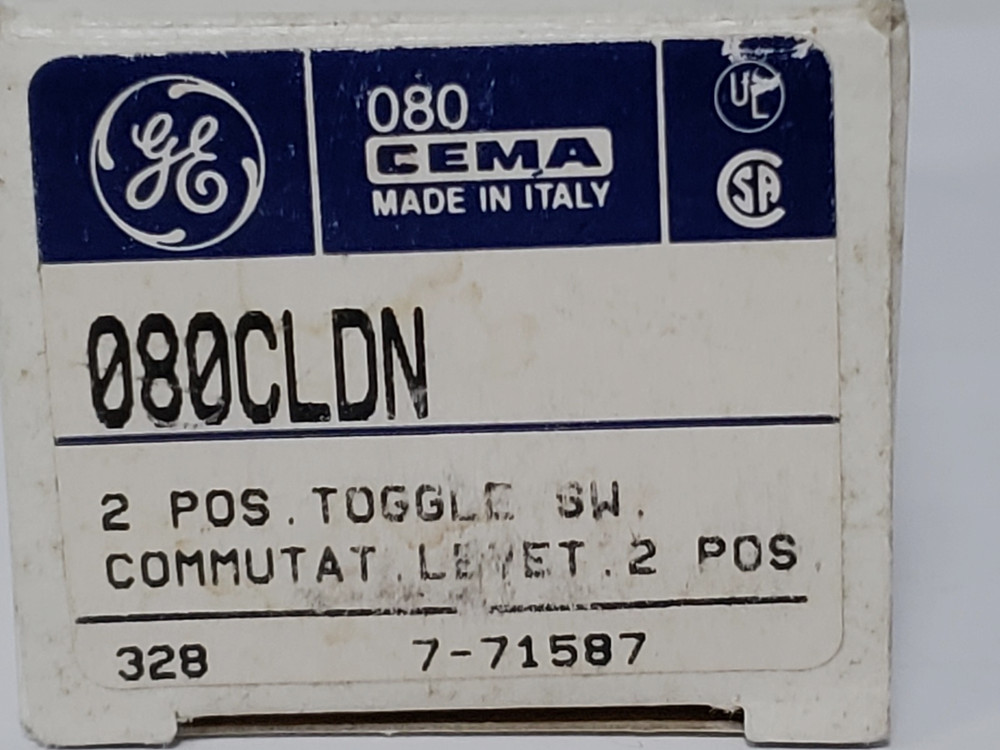 GE
080
CEMA
MADE IN ITALY
UL
SA
080CLDN
2 POS. TOGGLE SW.
COMMUTAT. LEVET. 2 POS.
328 7-71587